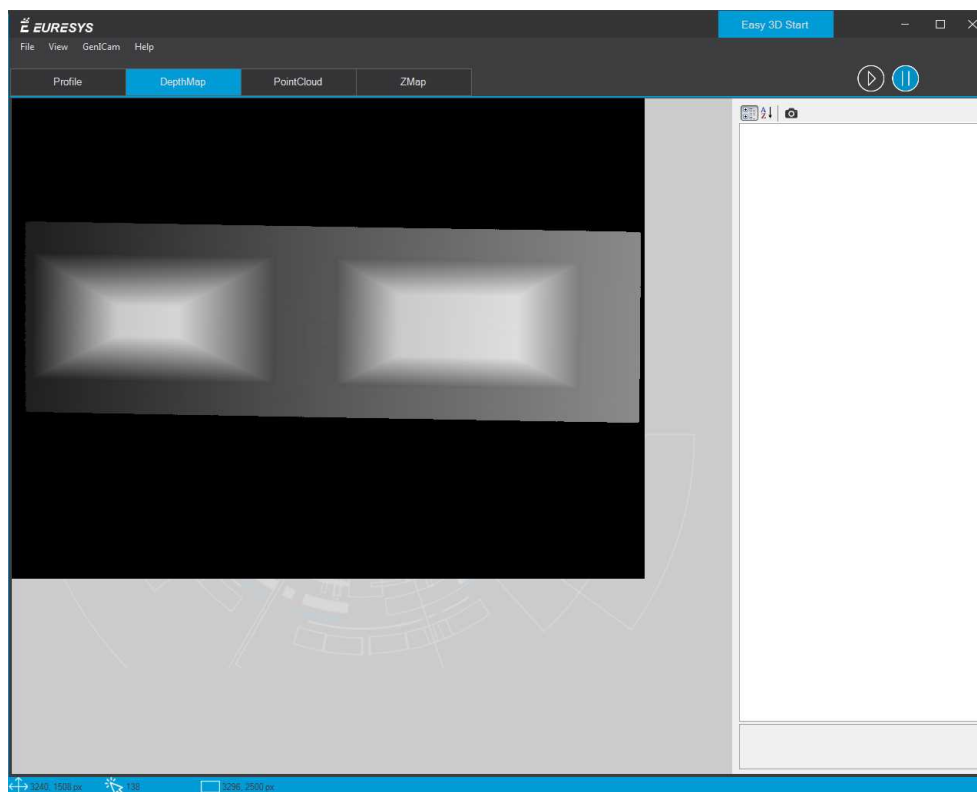 EURESYS
Easy 3D Start
File View GenICam Help
Profile DepthMap PointCloud ZMap
A
Z
3240, 1508 px 138 3296, 2500 px